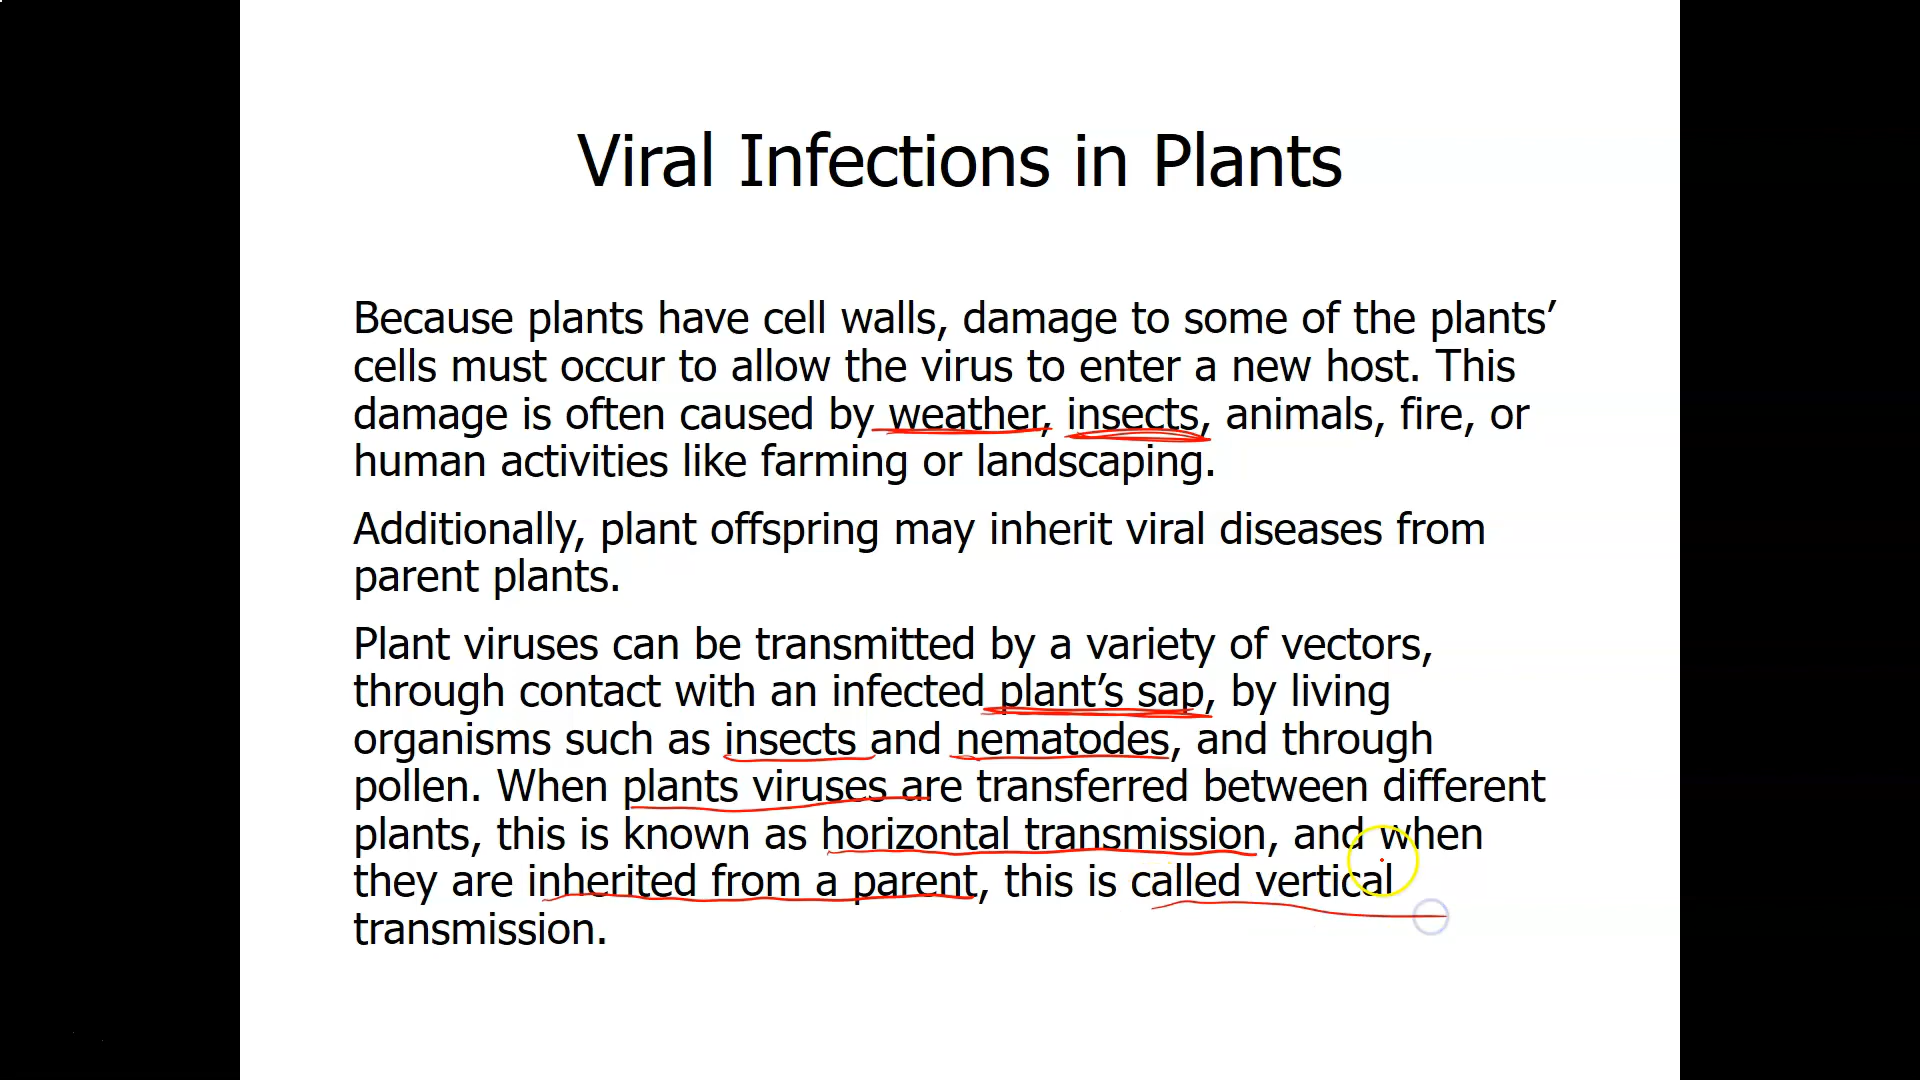 Viral Infections in Plants
Because plants have cell walls, damage to some of the plants’
cells must occur to allow the virus to enter a new host. This
damage is often caused by weather, insects, animals, fire, or
human activities like farming or landscaping.
Additionally, plant offspring may inherit viral diseases from
parent plants.
Plant viruses can be transmitted by a variety of vectors,
through contact with an infected plant’s sap, by living
organisms such as insects and nematodes, and through
pollen. When plants viruses are transferred between different
plants, this is known as horizontal transmission, and when
they are inherited from a parent, this is called vertical
transmission.